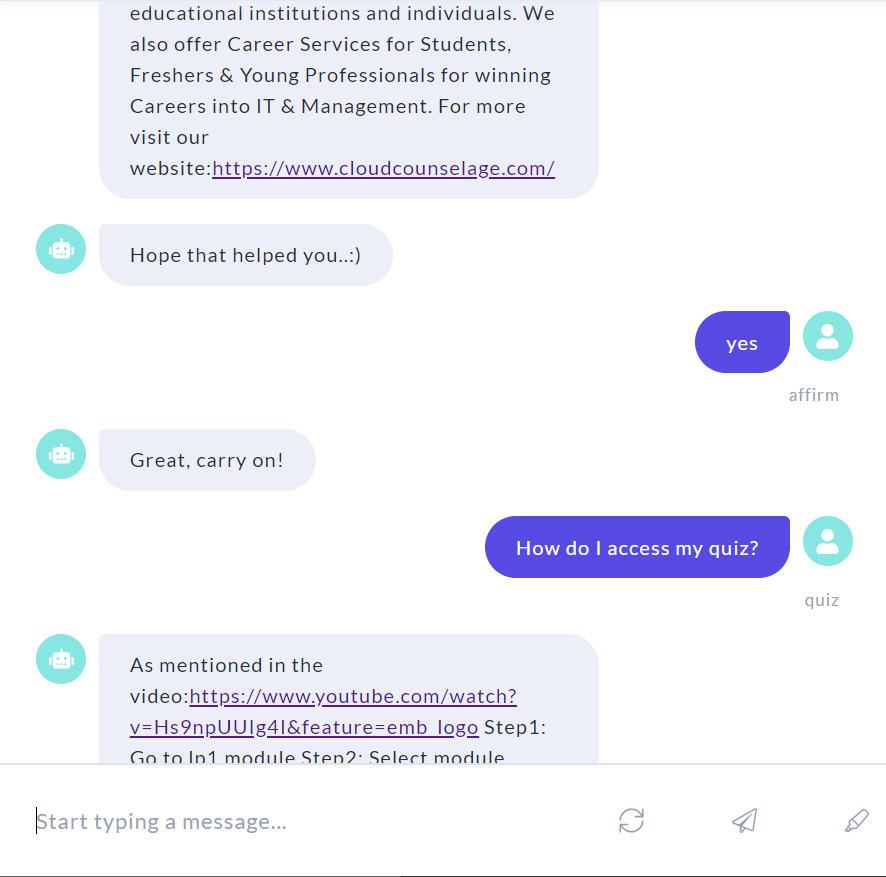 educational institutions and individuals. We
also offer Career Services for Students,
Freshers & Young Professionals for winning
Careers into IT & Management. For more
visit our
website:https://www.cloudcounselage.com/
Hope that helped you..:)
yes
affirm
Great, carry on!
How do I access my quiz?
quiz
As mentioned in the
video:https://www.youtube.com/watch?
v=Hs9npUUIg4I&feature=emb_logo Step1:
Go to Ip1 module Step2: Select module
Start typing a message...